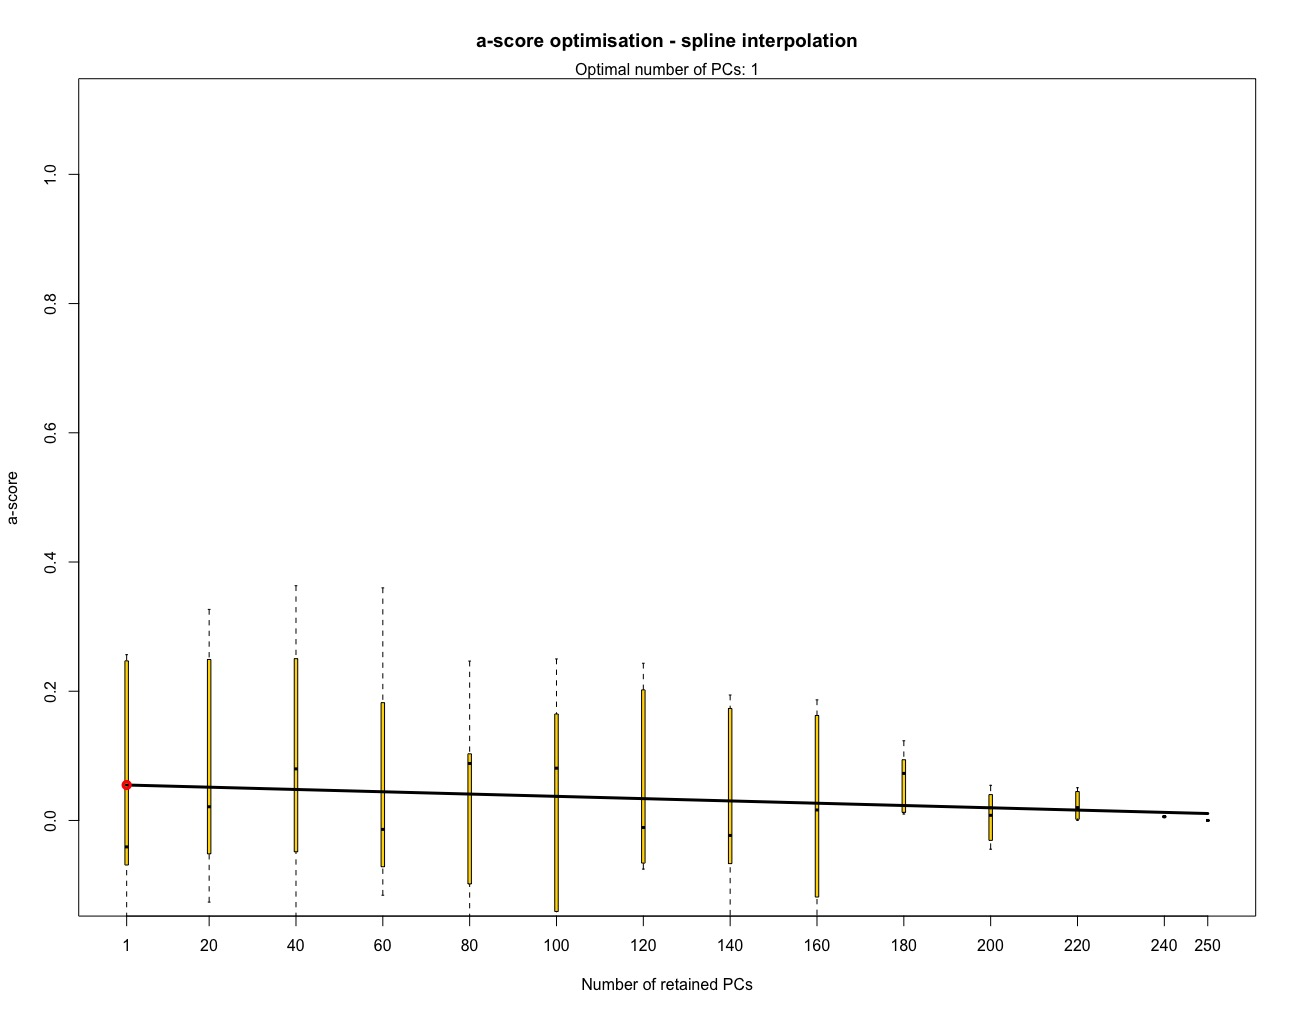 a-score optimisation - spline interpolation
Optimal number of PCs: 1
1.0
0.8
0.6
0.4
0.2
0.0
a-score
1 20 40 60 80 100 120 140 160 180 200 220 240 250
Number of retained PCs